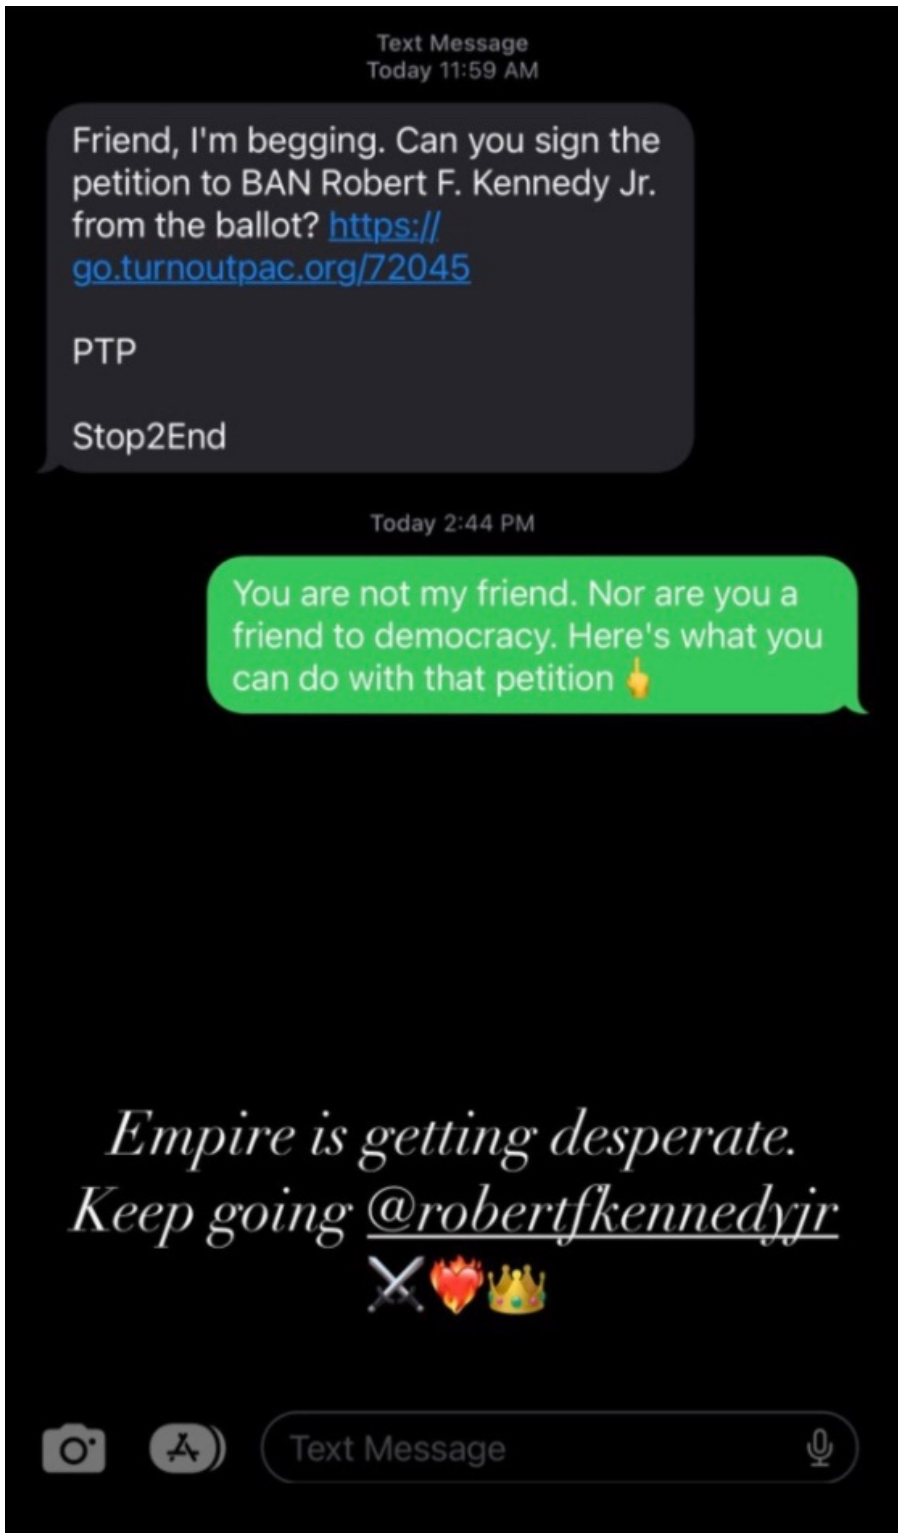 Text Message
Today 11:59 AM
Friend, I'm begging. Can you sign the
petition to BAN Robert F. Kennedy Jr.
from the ballot? https://
go.turnoutpac.org/72045
PTP
Stop2End
Today 2:44 PM
You are not my friend. Nor are you a
friend to democracy. Here's what you
can do with that petition🖕
Empire is getting desperate.
Keep going @robertfkennedyjr
⚔️❤️‍🔥👑
Text Message